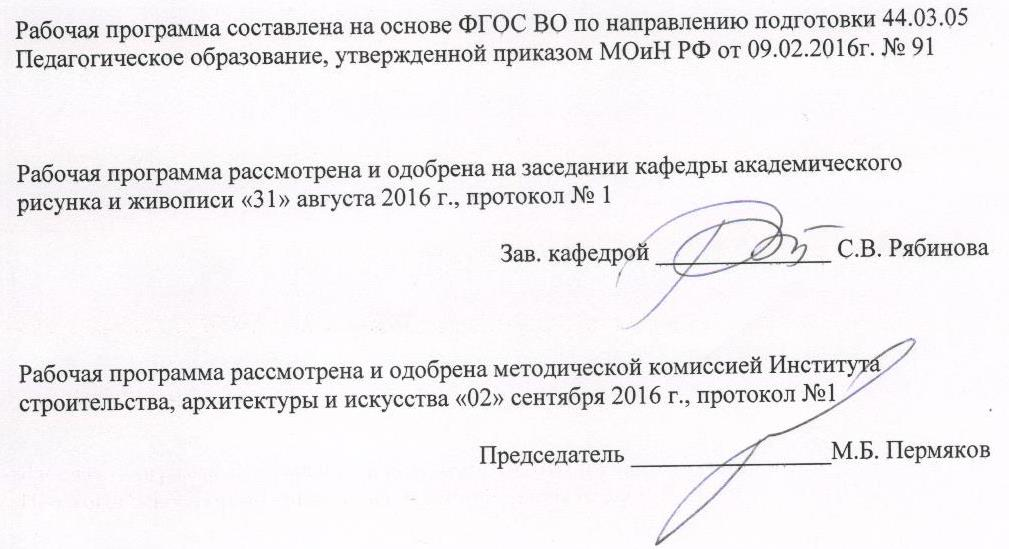 Рабочая программа составлена на основе ФГОС ВО по направлению подготовки 44.03.05
Педагогическое образование, утвержденной приказом МОиН РФ от 09.02.2016г. № 91
Рабочая программа рассмотрена и одобрена на заседании кафедры академического
рисунка и живописи «31» августа 2016 г., протокол № 1
Зав. кафедрой ______________ С.В. Рябинова
Рабочая программа рассмотрена и одобрена методической комиссией Института
строительства, архитектуры и искусства «02» сентября 2016 г., протокол №1
Председатель ________________М.Б. Пермяков